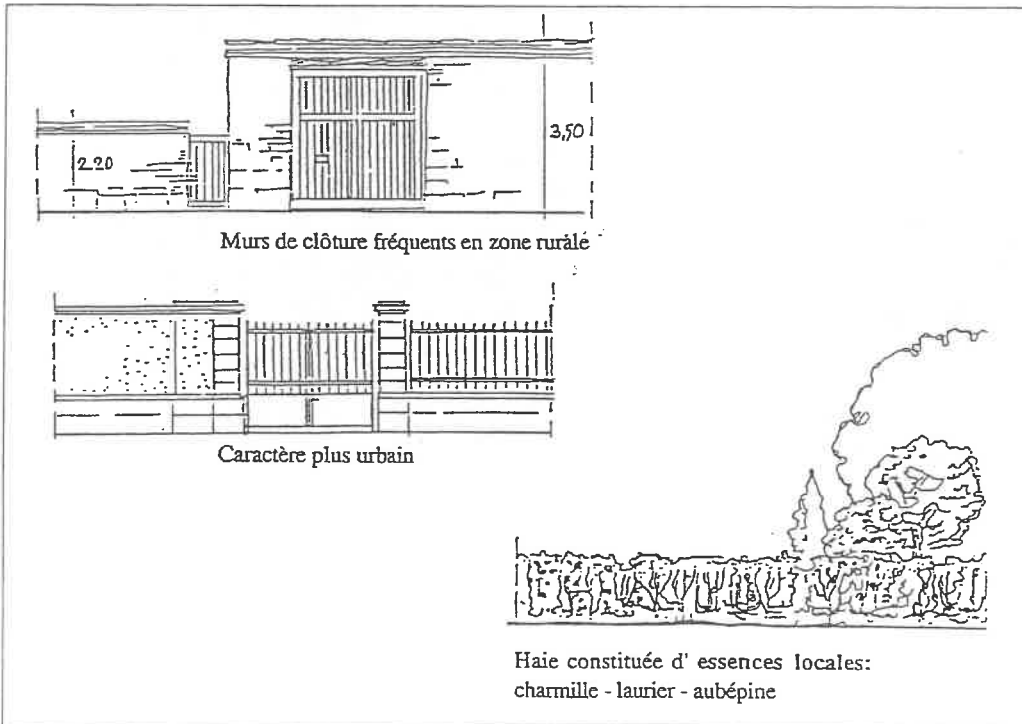 2.20
3,50
Murs de clôture fréquents en zone rurale
Caractère plus urbain
Haie constituée d' essences locales:
charmille - laurier - aubépine